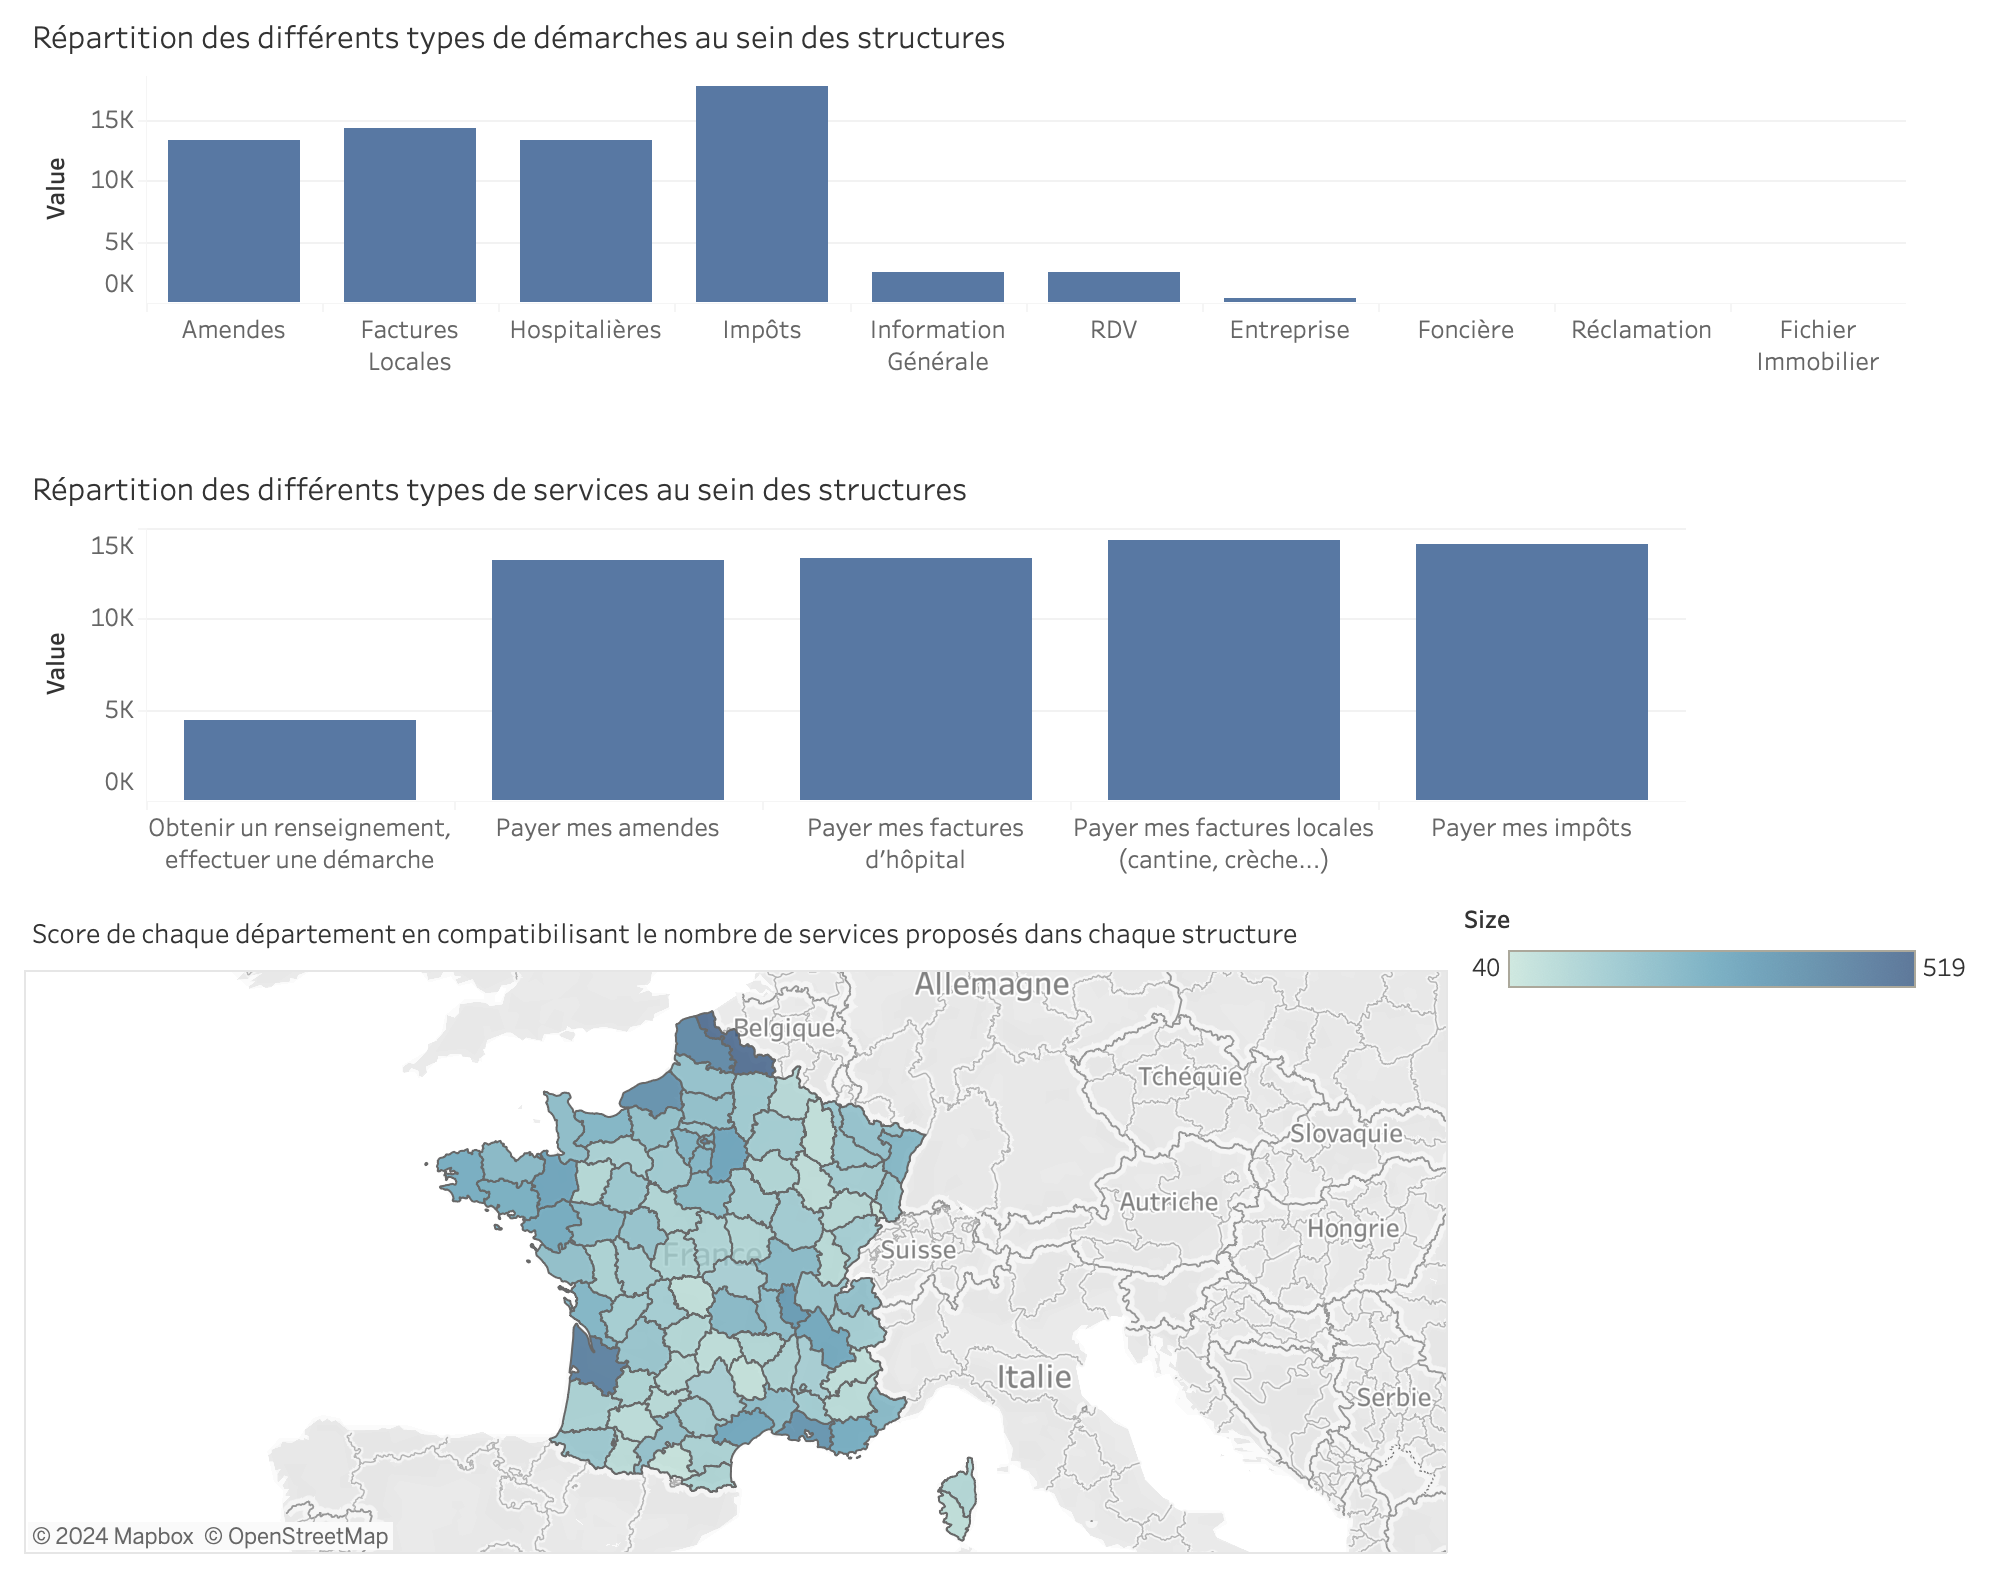 Répartition des différents types de démarches au sein des structures
15K
10K
5K
0K
Value
Amendes
Factures
Locales
Hospitalières
Impôts
Information
Générale
RDV
Entreprise
Foncière
Réclamation
Fichier
Immobilier
Répartition des différents types de services au sein des structures
15K
10K
5K
0K
Value
Obtenir un renseignement,
effectuer une démarche
Payer mes amendes
Payer mes factures
d’hôpital
Payer mes factures locales
(cantine, crèche...)
Payer mes impôts
Score de chaque département en compatibilisant le nombre de services proposés dans chaque structure
Size
40
519
Allemagne
Belgique
Tchéquie
Slovaquie
Autriche
Hongrie
France
Suisse
Italie
Serbie
© 2024 Mapbox © OpenStreetMap